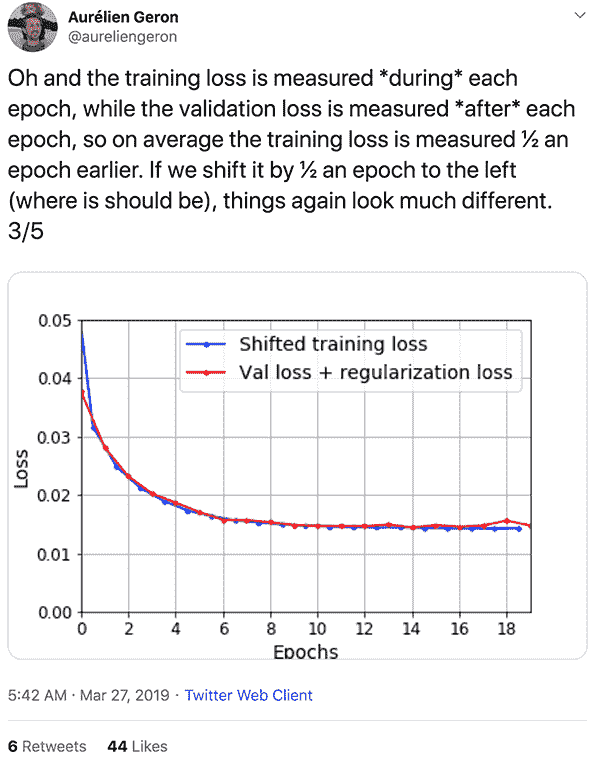 Aurélien Geron
@aureliengeron
Oh and the training loss is measured *during* each
epoch, while the validation loss is measured *after* each
epoch, so on average the training loss is measured ½ an
epoch earlier. If we shift it by ½ an epoch to the left
(where is should be), things again look much different.
3/5
0.05
0.04
0.03
0.02
0.01
0.00
Loss
Shifted training loss
Val loss + regularization loss
0 2 4 6 8 10 12 14 16 18
Epochs
5:42 AM · Mar 27, 2019 · Twitter Web Client
6 Retweets 44 Likes